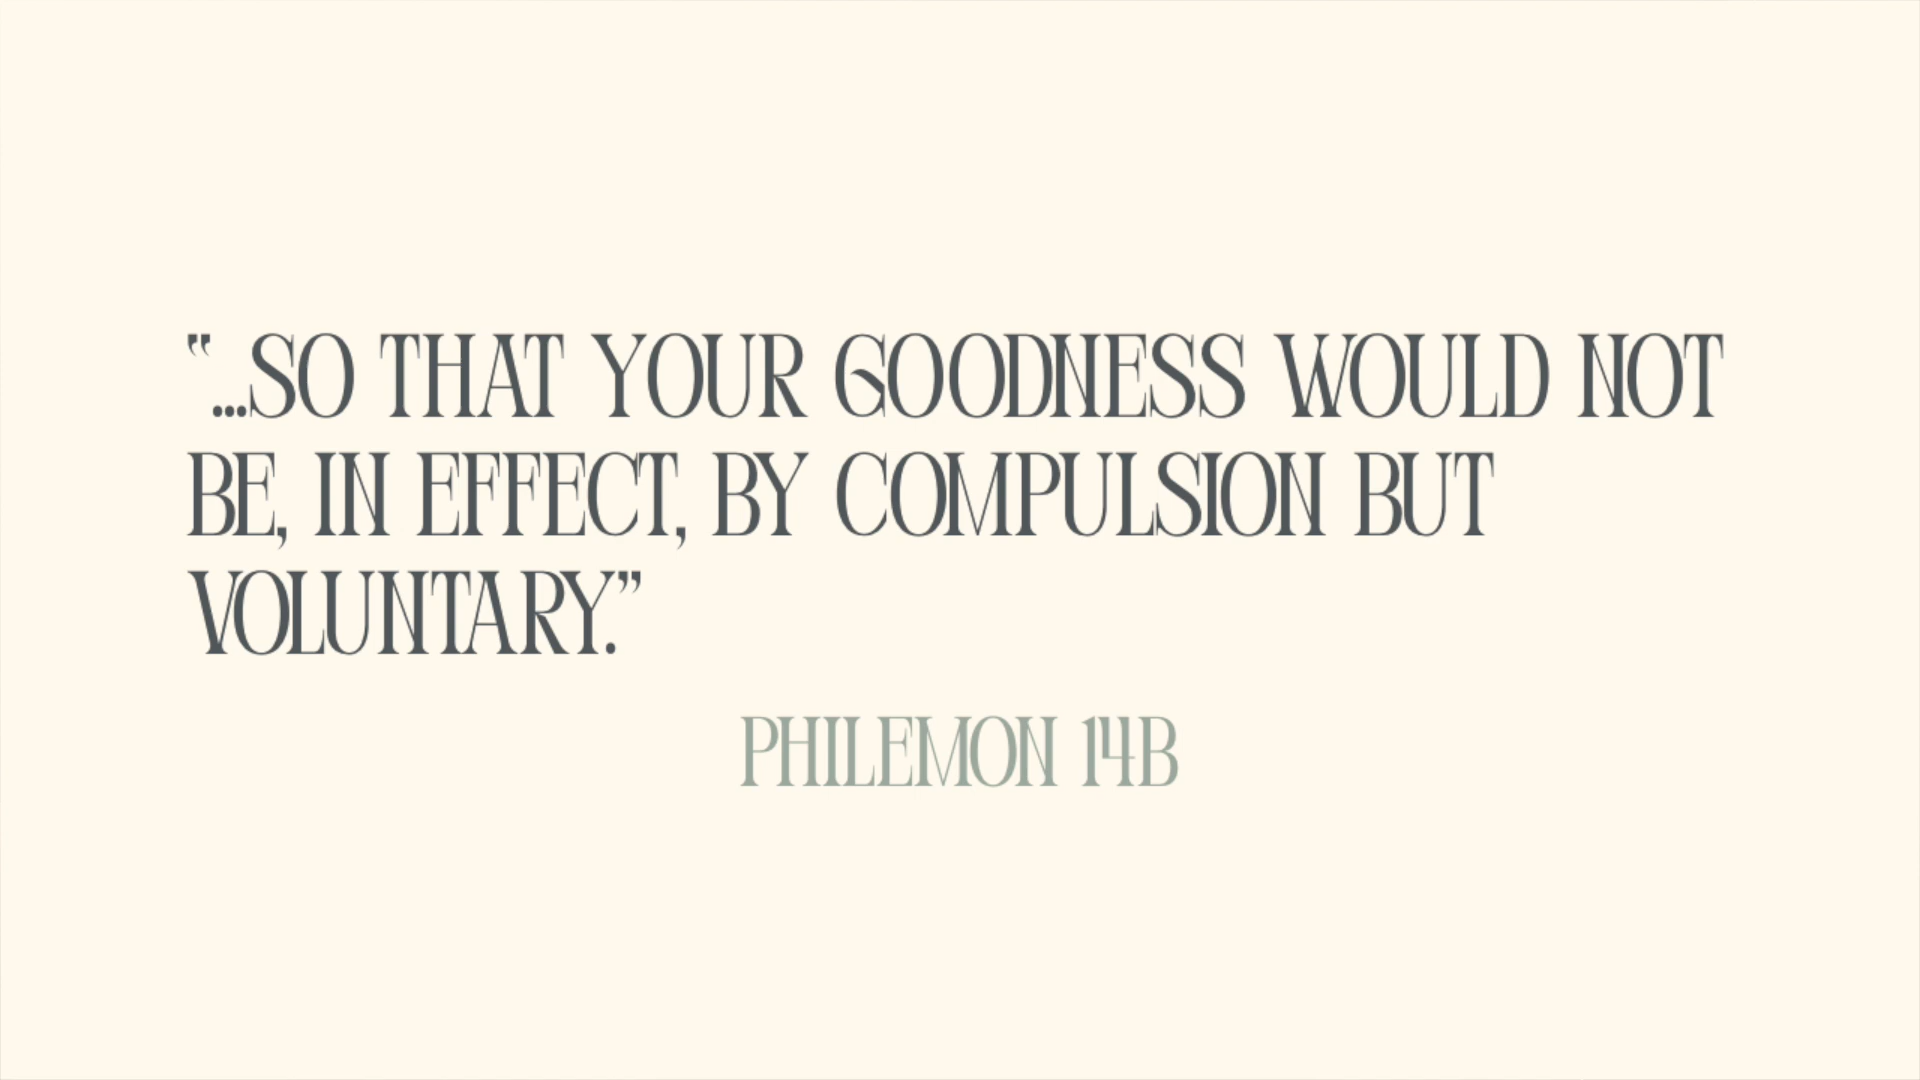 “...SO THAT YOUR GOODNESS WOULD NOT
BE, IN EFFECT, BY COMPULSION BUT
VOLUNTARY.”
PHILEMON 14B